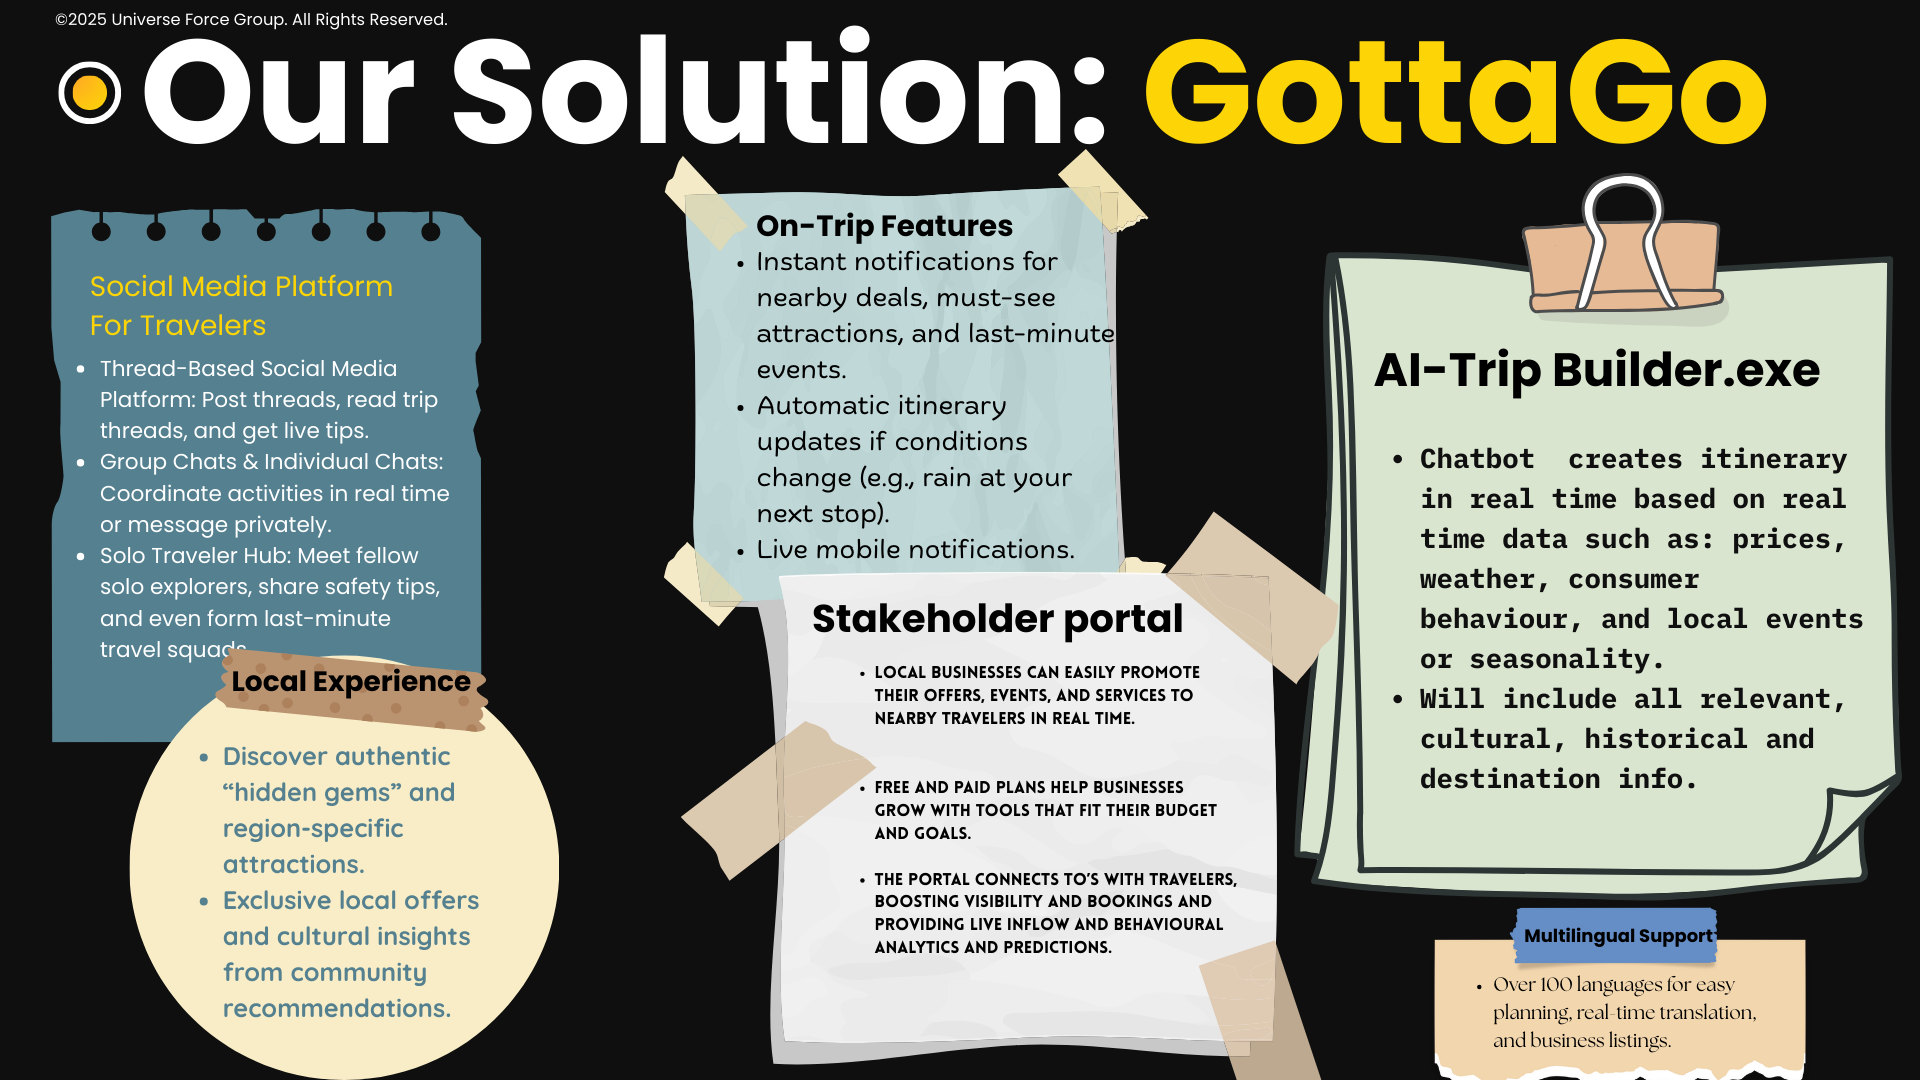 ©2025 Universe Force Group. All Rights Reserved.
Our Solution: GottaGo
Social Media Platform
For Travelers
• Thread-Based Social Media
Platform: Post threads, read trip
threads, and get live tips.
• Group Chats & Individual Chats:
Coordinate activities in real time
or message privately.
• Solo Traveler Hub: Meet fellow
solo explorers, share safety tips,
and even form last-minute
travel squads.
Local Experience
• Discover authentic
“hidden gems” and
region-specific
attractions.
• Exclusive local offers
and cultural insights
from community
recommendations.
On-Trip Features
• Instant notifications for
nearby deals, must-see
attractions, and last-minute
events.
• Automatic itinerary
updates if conditions
change (e.g., rain at your
next stop).
• Live mobile notifications.
Stakeholder portal
• LOCAL BUSINESSES CAN EASILY PROMOTE
THEIR OFFERS, EVENTS, AND SERVICES TO
NEARBY TRAVELERS IN REAL TIME.
• FREE AND PAID PLANS HELP BUSINESSES
GROW WITH TOOLS THAT FIT THEIR BUDGET
AND GOALS.
• THE PORTAL CONNECTS TO’S WITH TRAVELERS,
BOOSTING VISIBILITY AND BOOKINGS AND
PROVIDING LIVE INFLOW AND BEHAVIOURAL
ANALYTICS AND PREDICTIONS.
AI-Trip Builder.exe
• Chatbot  creates itinerary
in real time based on real
time data such as: prices,
weather, consumer
behaviour, and local events
or seasonality.
• Will include all relevant,
cultural, historical and
destination info.
Multilingual Support
• Over 100 languages for easy
planning, real-time translation,
and business listings.